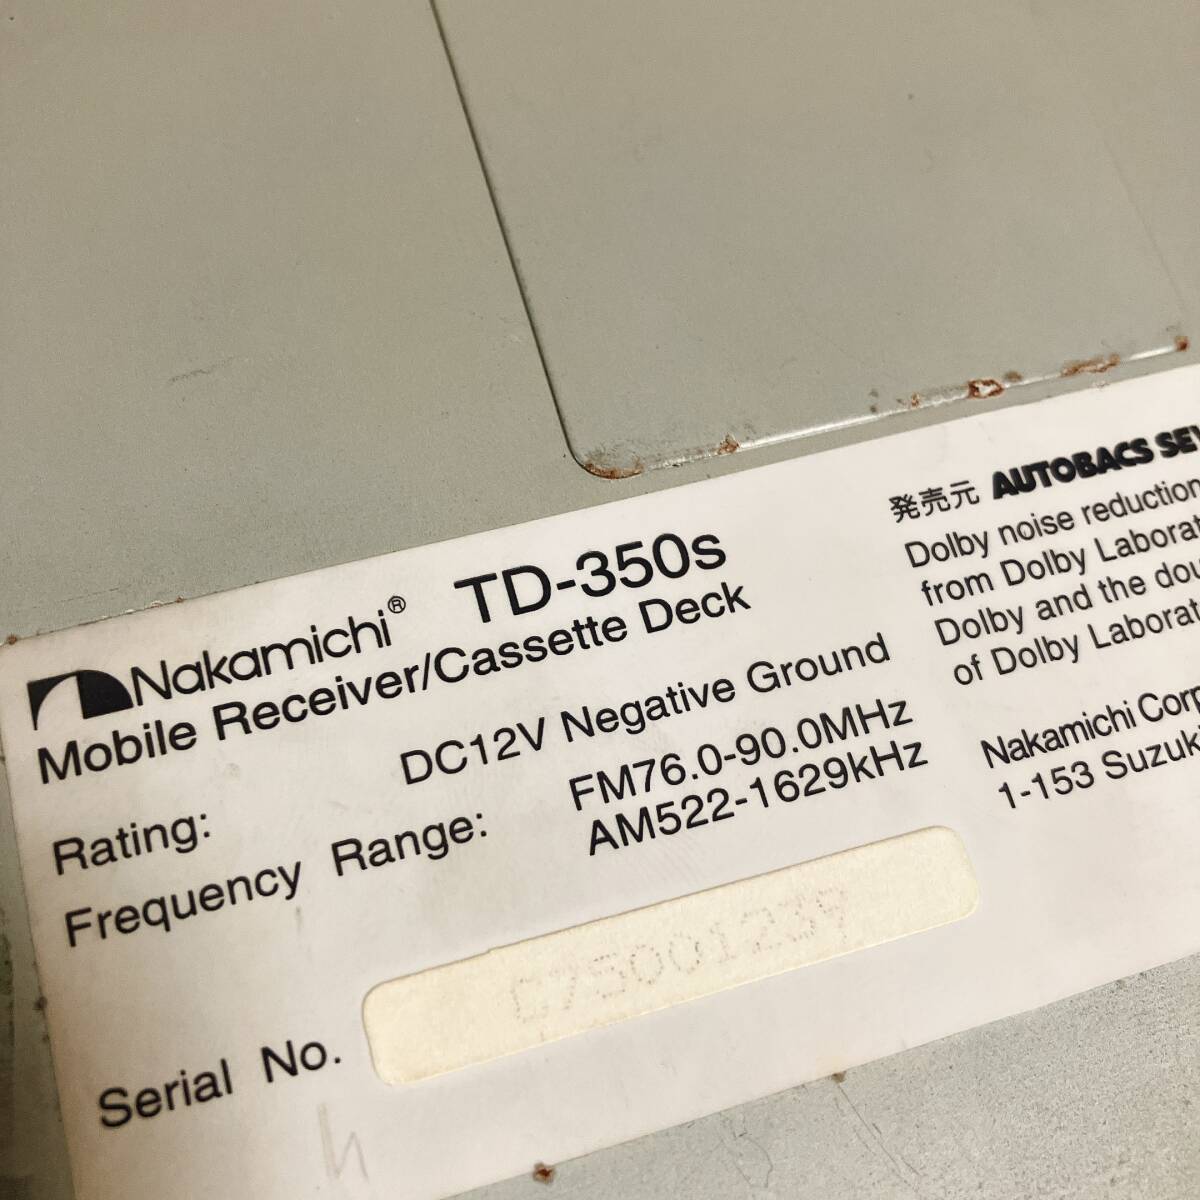 Nakamichi® TD-350s
Mobile Receiver/Cassette Deck
Rating: DC12V Negative Ground
Frequency Range: FM76.0-90.0MHz
AM522-1629kHz
Serial No. C75001239
発売元 AUTOBACS SEV
Dolby noise reduction
from Dolby Laborat
Dolby and the dou
of Dolby Laborat
Nakamichi Corp
1-153 Suzuki